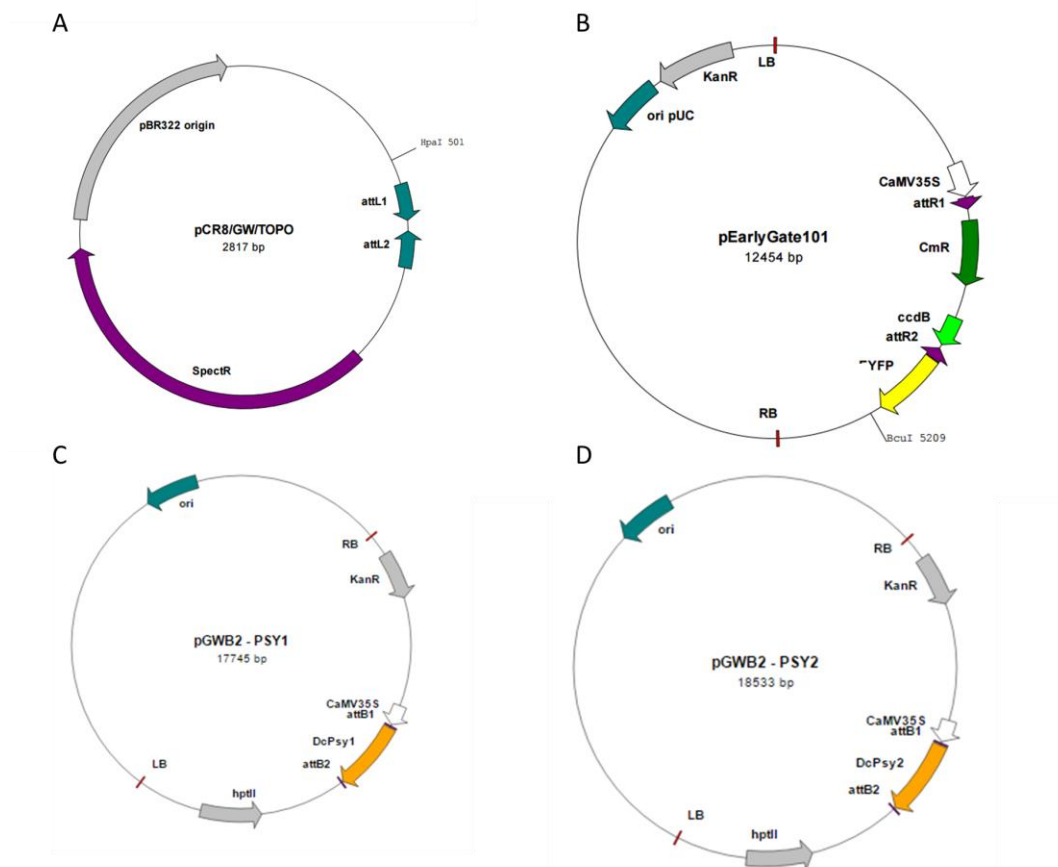 A
pBR322 origin
HpaI 501
attL1
pCR8/GW/TOPO
attL2
2817 bp
SpectR
B
LB
KanR
ori pUC
CaMV35S
attR1
pEarlyGate101
CmR
12454 bp
ccdB
attR2
YFP
RB
BcuI 5209
C
ori
RB
KanR
pGWB2 - PSY1
17745 bp
CaMV35S
attB1
DcPsy1
attB2
LB
hptII
D
ori
RB
KanR
pGWB2 - PSY2
18533 bp
CaMV35S
attB1
DcPsy2
attB2
LB
hptII